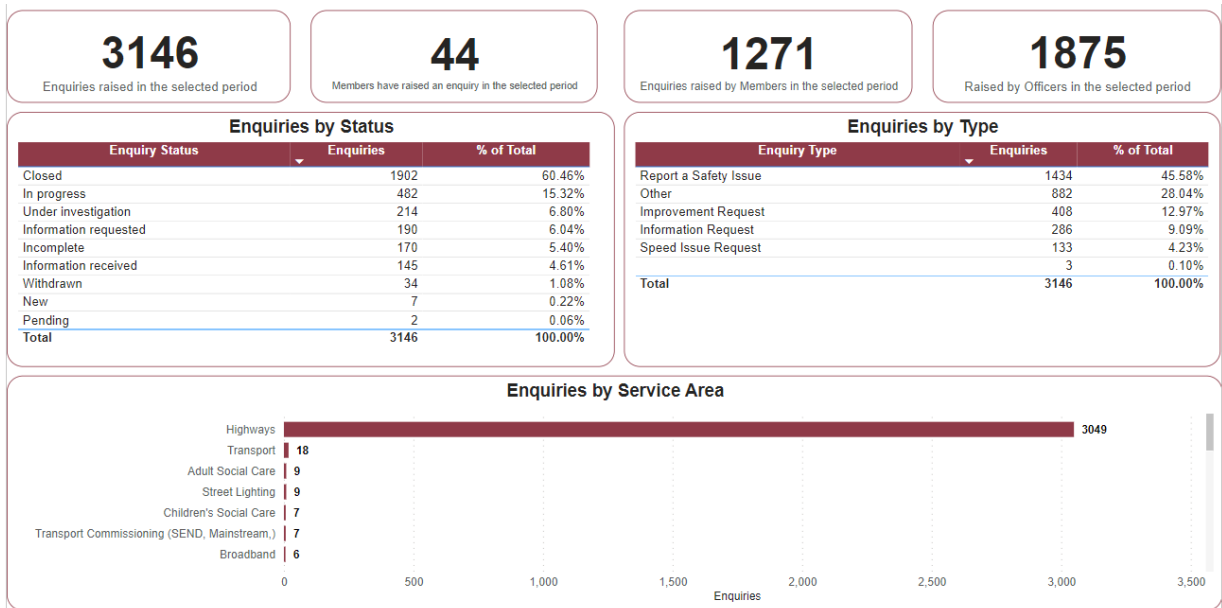 3146
Enquiries raised in the selected period
44
Members have raised an enquiry in the selected period
1271
Enquiries raised by Members in the selected period
1875
Raised by Officers in the selected period
Enquiries by Status
Enquiry Status Enquiries % of Total
Closed 1902 60.46%
In progress 482 15.32%
Under investigation 214 6.80%
Information requested 190 6.04%
Incomplete 170 5.40%
Information received 145 4.61%
Withdrawn 34 1.08%
New 7 0.22%
Pending 2 0.06%
Total 3146 100.00%
Enquiries by Type
Enquiry Type Enquiries % of Total
Report a Safety Issue 1434 45.58%
Other 882 28.04%
Improvement Request 408 12.97%
Information Request 286 9.09%
Speed Issue Request 133 4.23%
3 0.10%
Total 3146 100.00%
Enquiries by Service Area
Highways 3049
Transport 18
Adult Social Care 9
Street Lighting 9
Children's Social Care 7
Transport Commissioning (SEND, Mainstream,) 7
Broadband 6
0 500 1,000 1,500 2,000 2,500 3,000 3,500
Enquiries